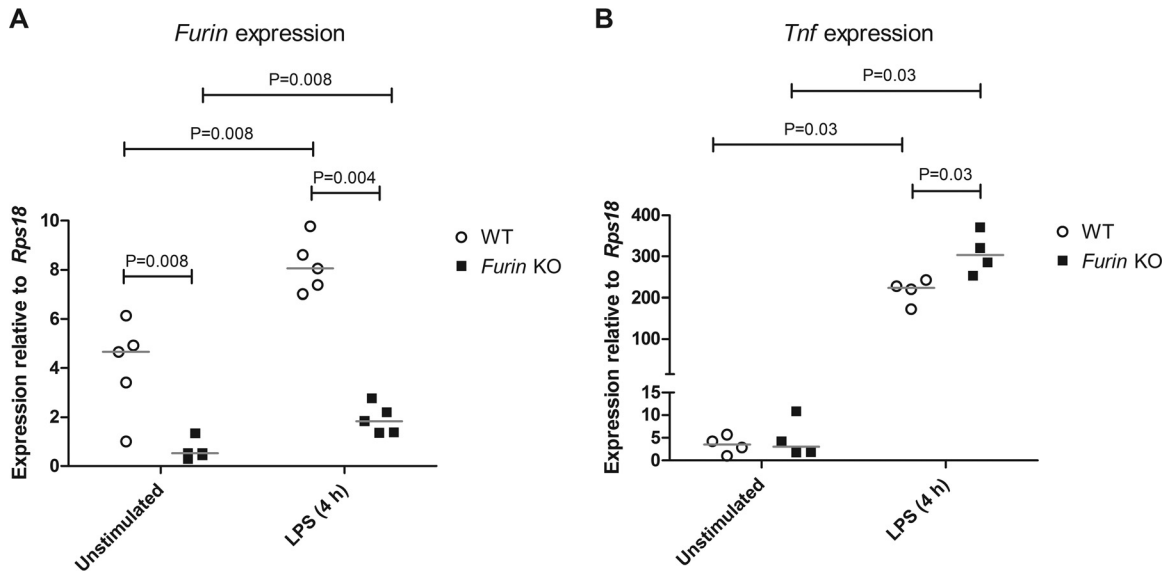 A
Furin expression
P=0.008
P=0.008
P=0.004
P=0.008
Expression relative to Rps18
10
8
6
4
2
0
WT
Furin KO
Unstimulated
LPS (4 h)
B
Tnf expression
P=0.03
P=0.03
P=0.03
Expression relative to Rps18
400
300
200
100
15
10
5
0
WT
Furin KO
Unstimulated
LPS (4 h)